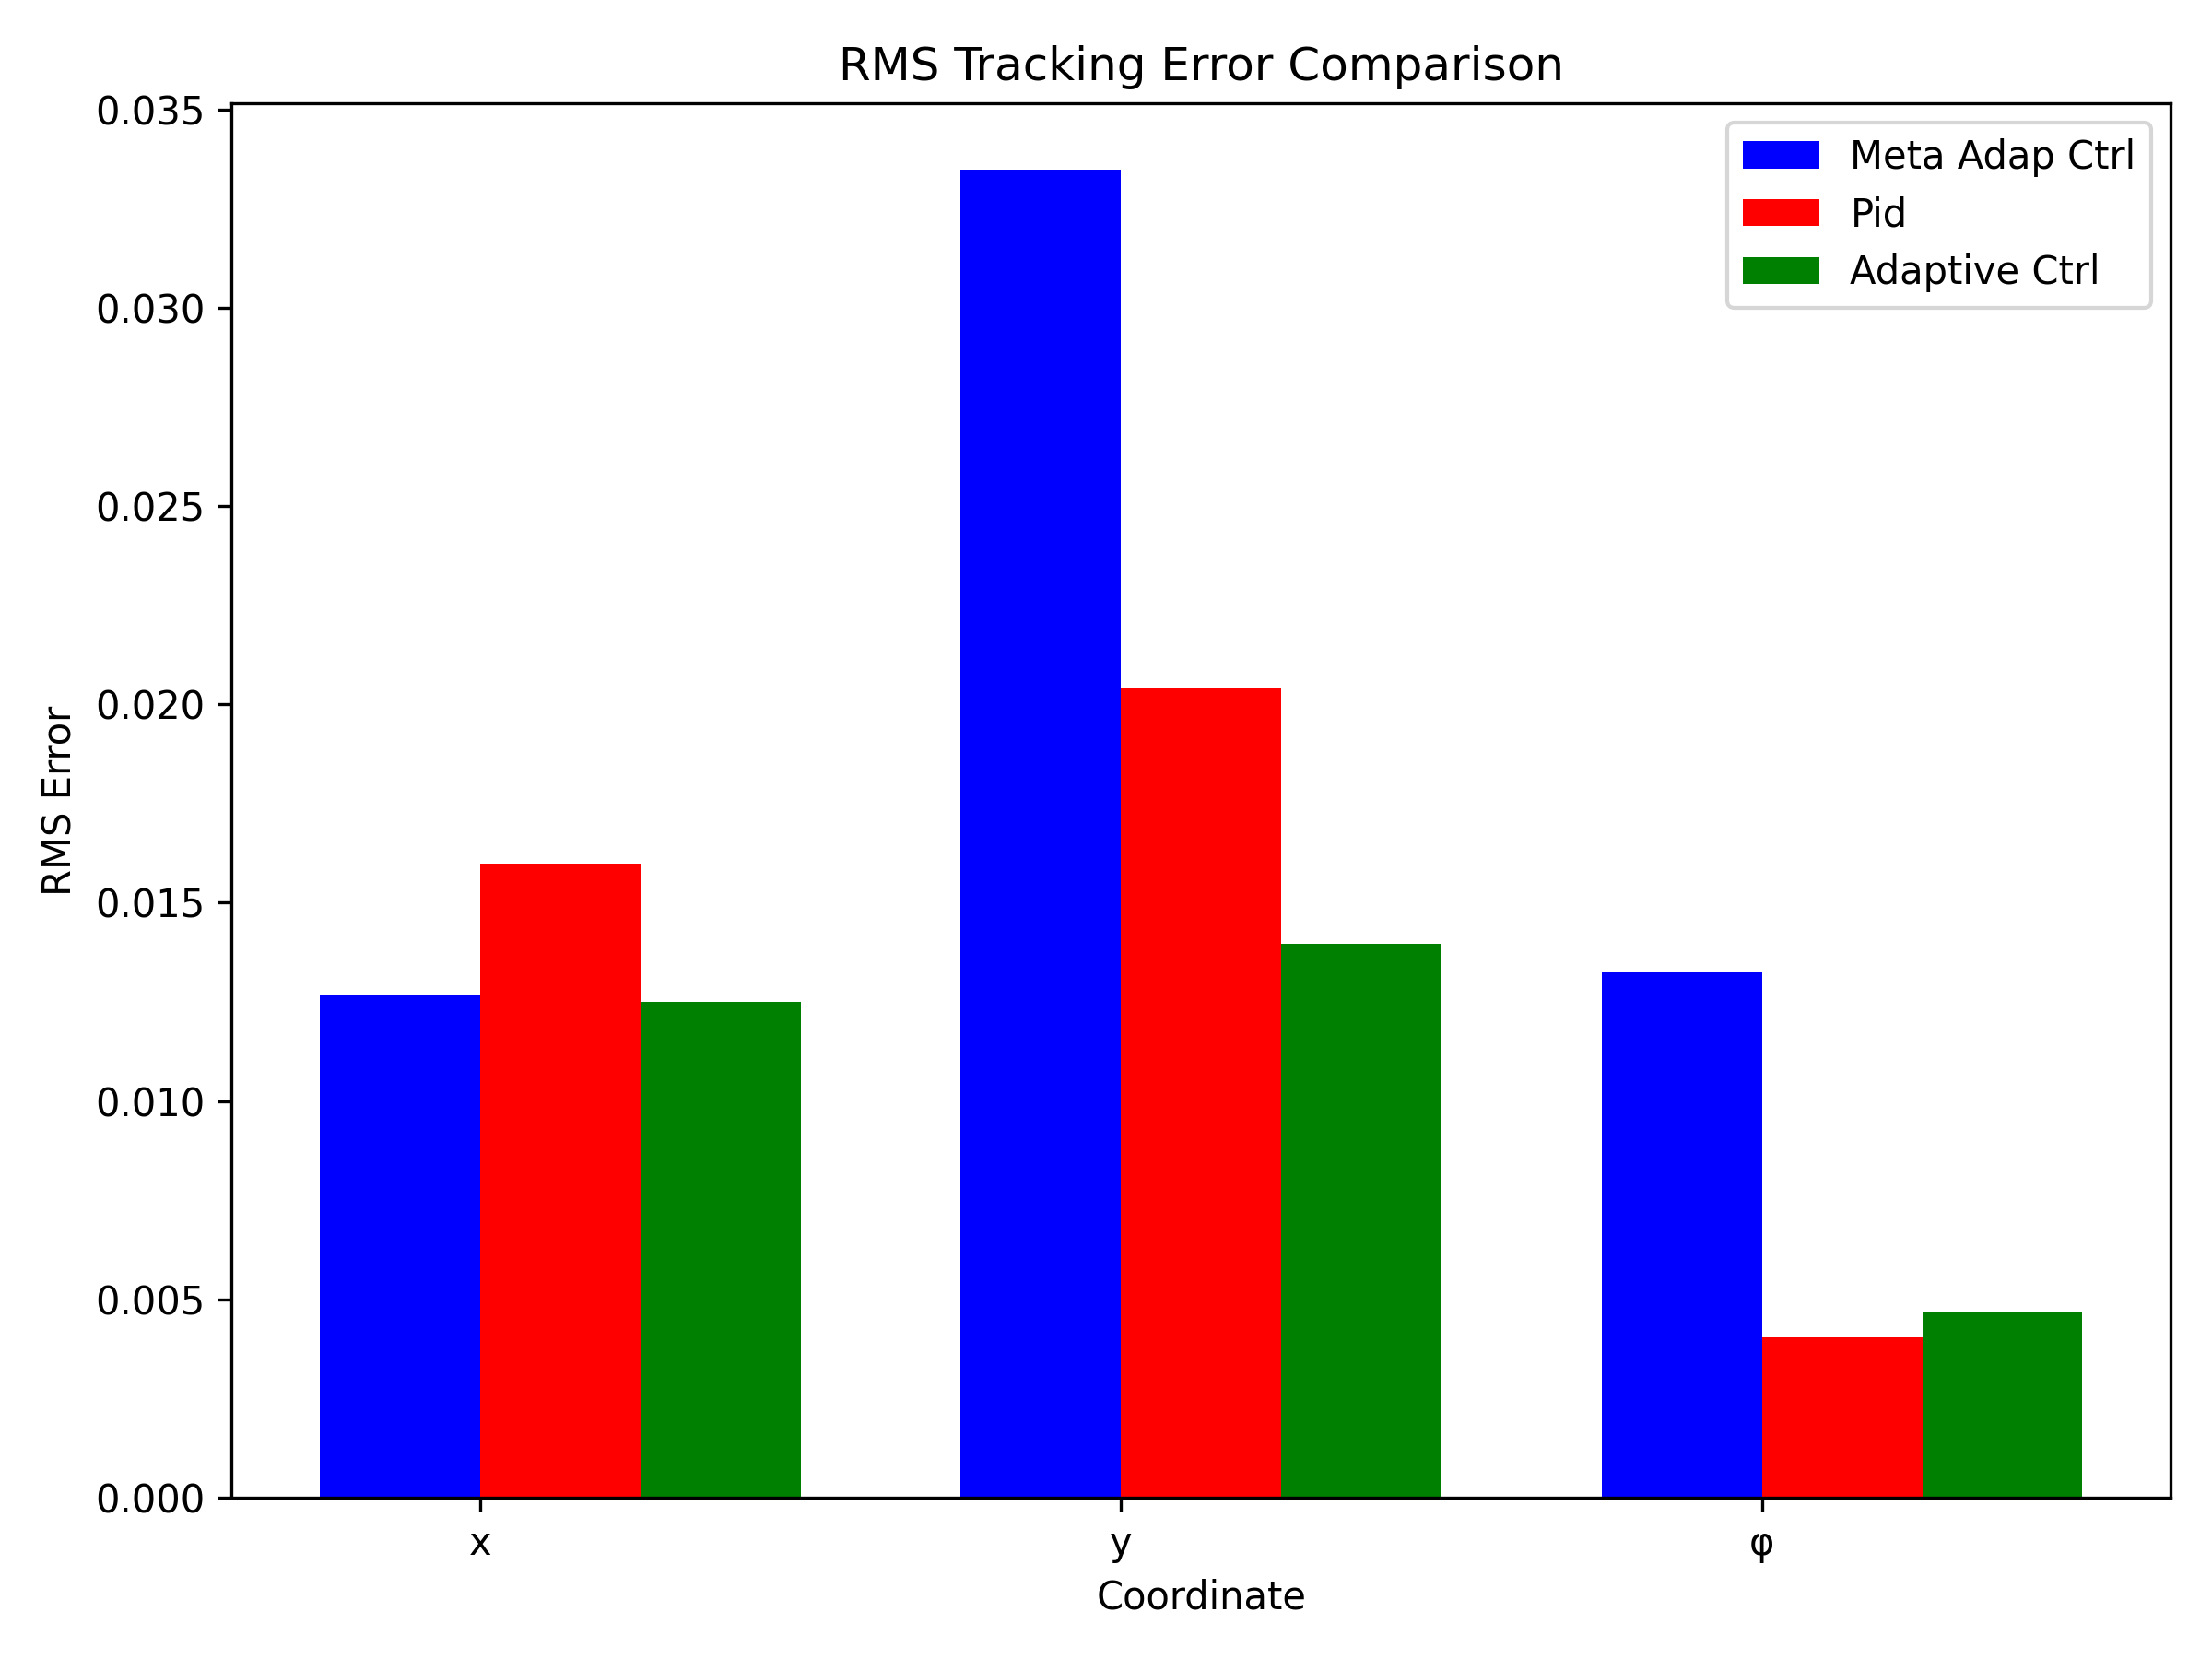 RMS Tracking Error Comparison
Meta Adap Ctrl
Pid
Adaptive Ctrl
RMS Error
0.035
0.030
0.025
0.020
0.015
0.010
0.005
0.000
x y φ
Coordinate